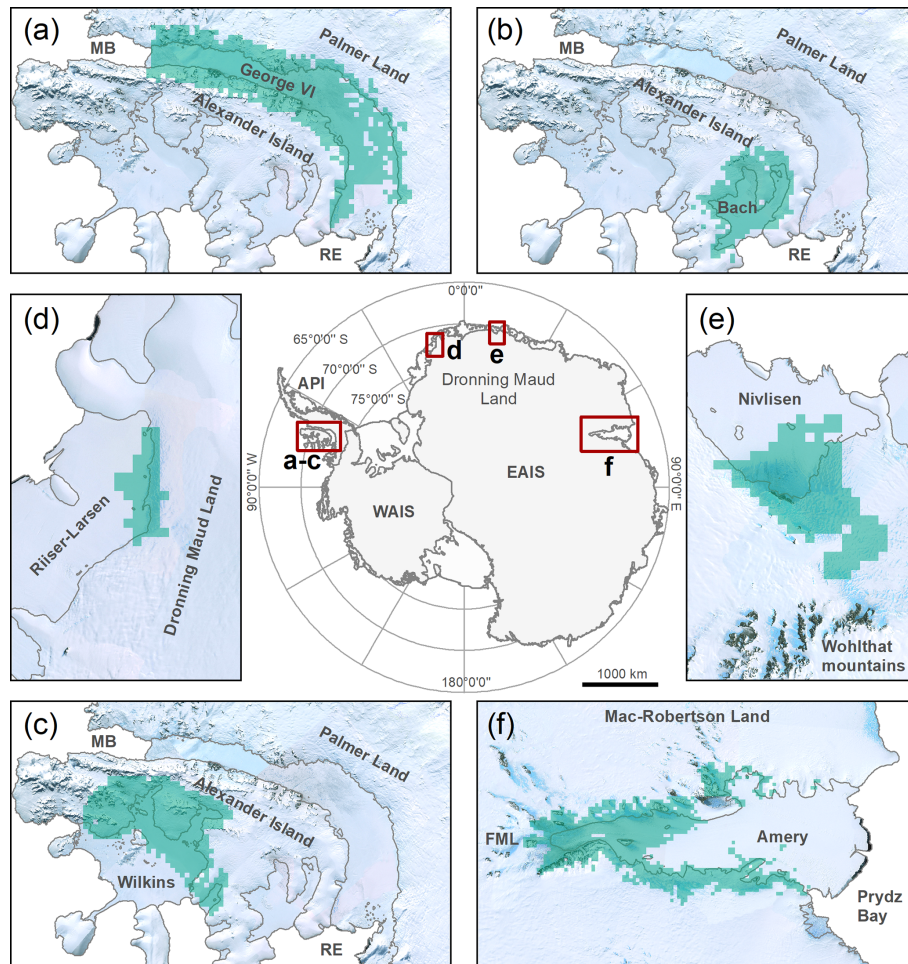 (a)
MB
George VI
Palmer Land
Alexander Island
RE
(b)
MB
Palmer Land
Alexander Island
Bach
RE
(d)
Riiser-Larsen
Dronning Maud Land
0°0'0"
65°0'0" S
70°0'0" S
75°0'0" S
API
d
e
Dronning Maud
Land
a-c
f
90°0'0" W
EAIS
90°0'0" E
WAIS
180°0'0"
1000 km
(e)
Nivlisen
Wohlthat
mountains
(c)
MB
Palmer Land
Alexander Island
Wilkins
RE
(f)
Mac-Robertson Land
FML
Amery
Prydz
Bay